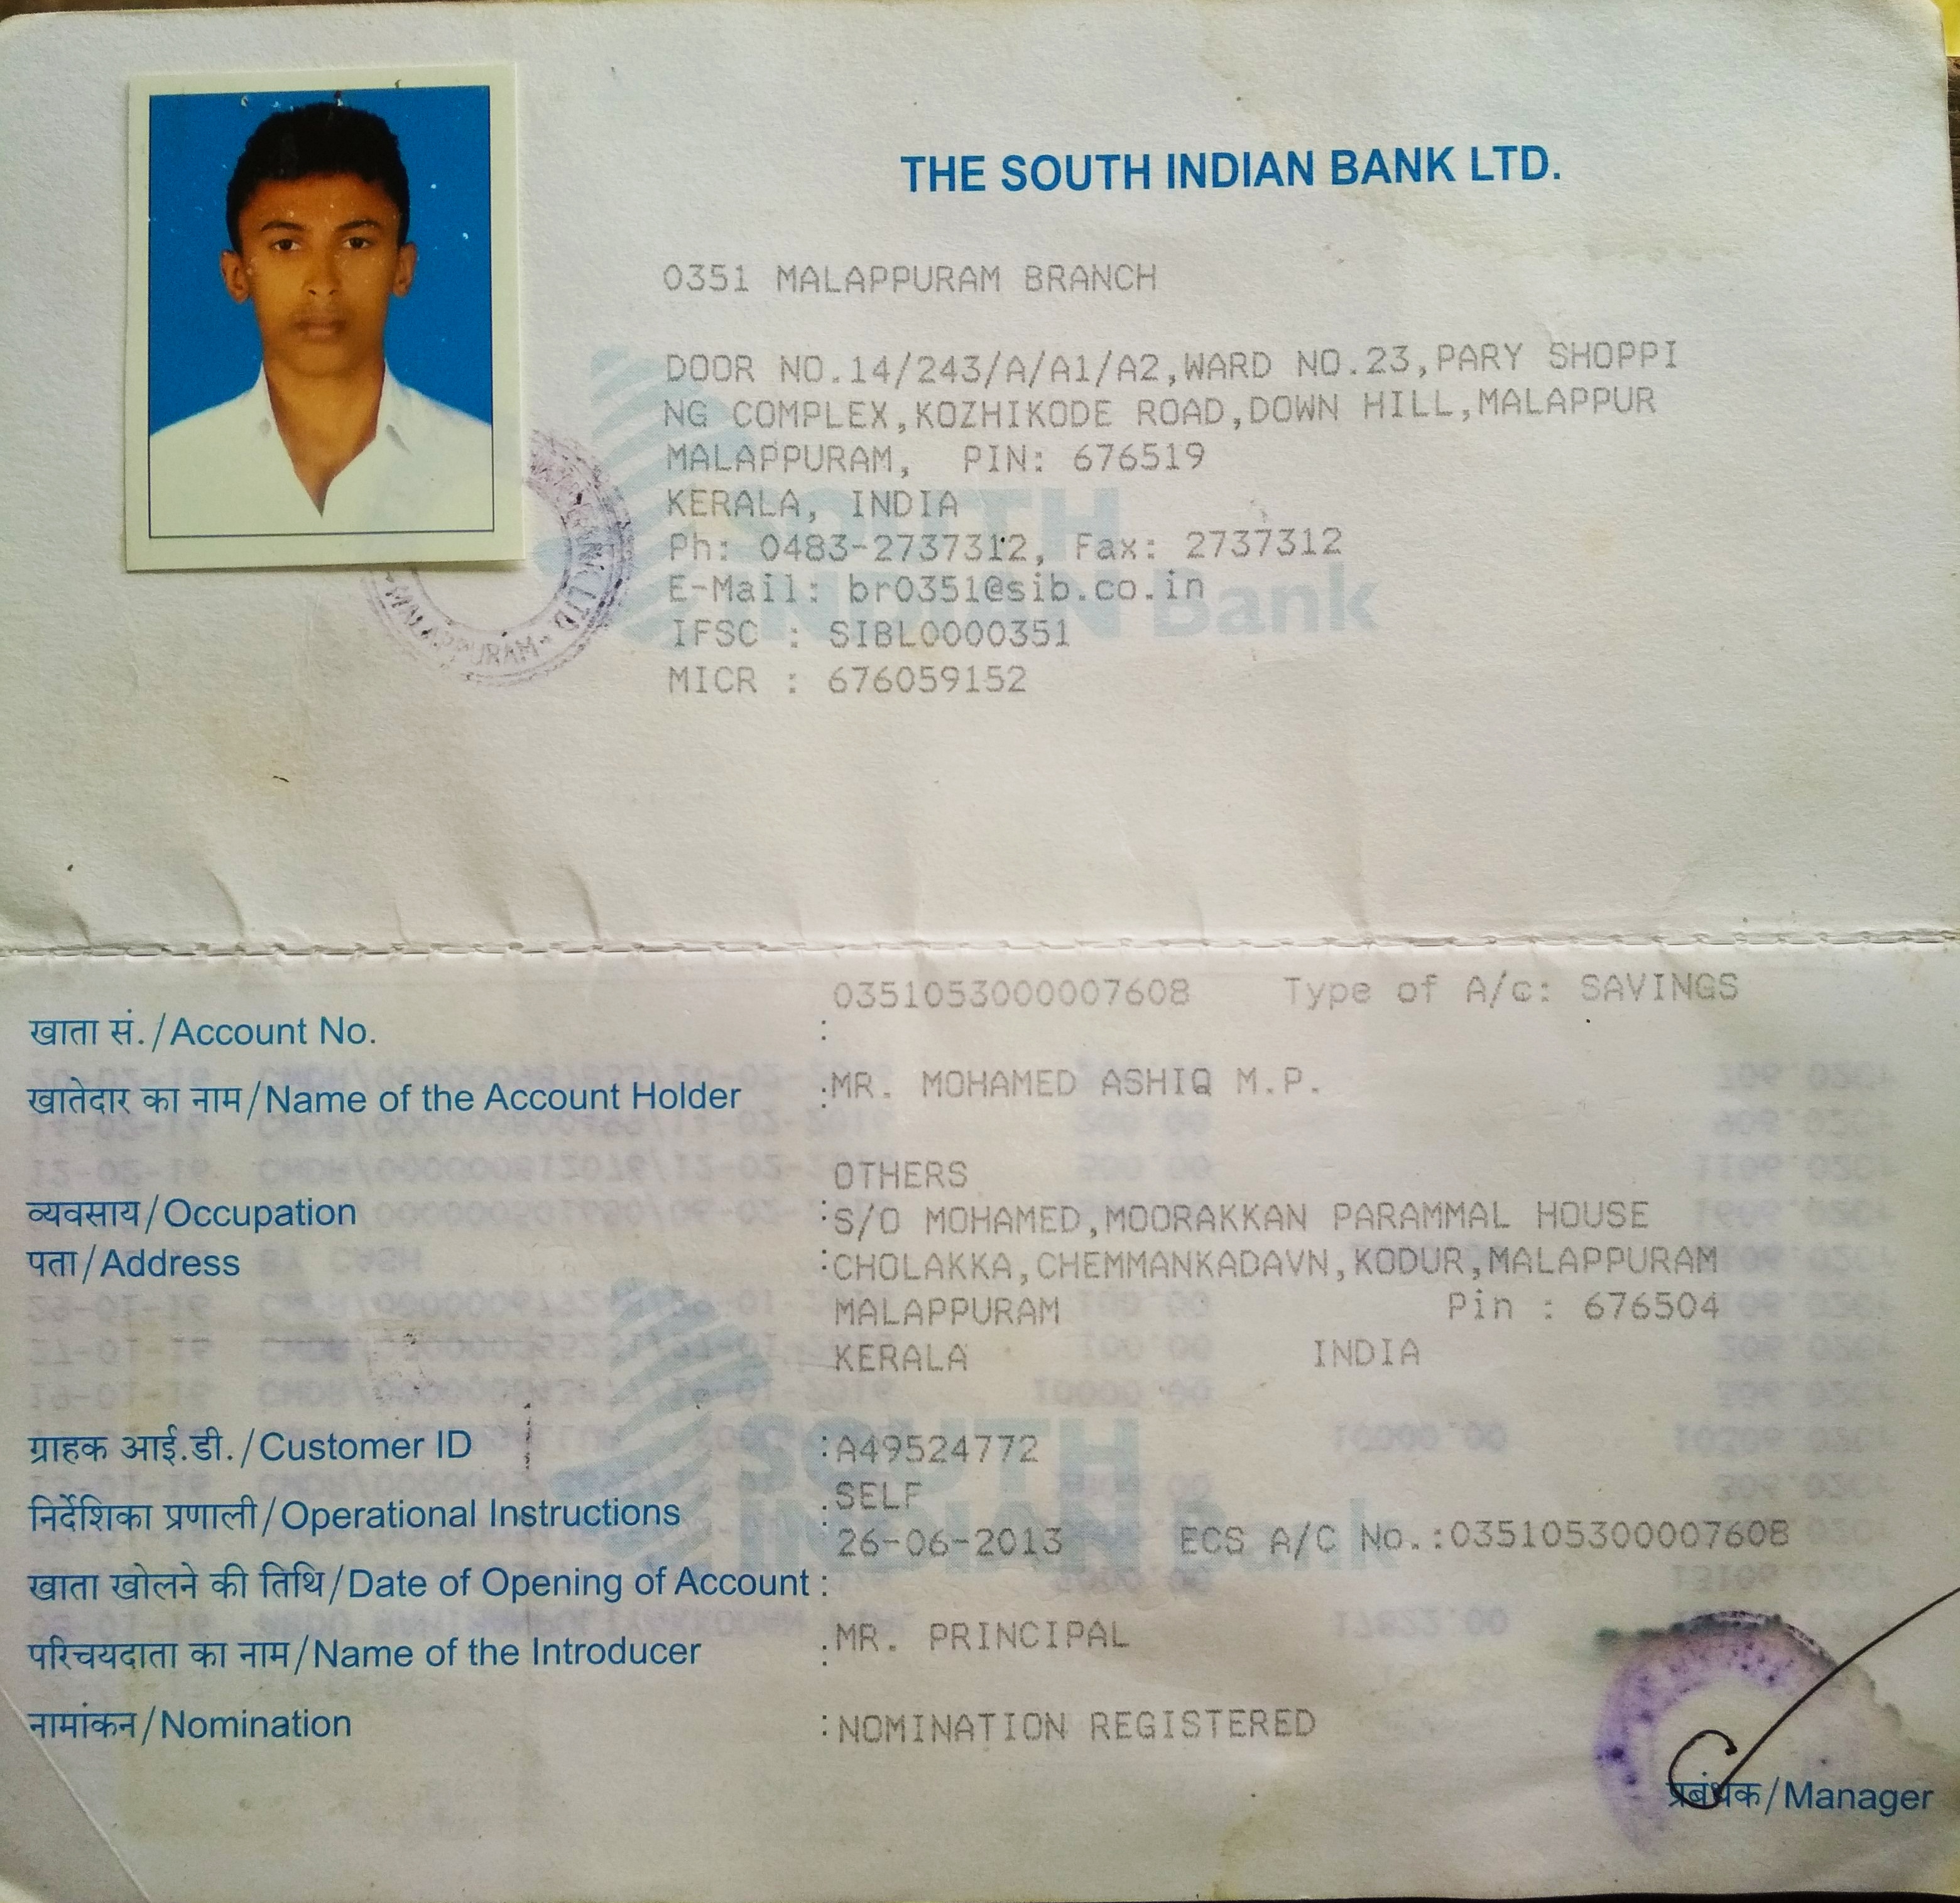 THE SOUTH INDIAN BANK LTD.
0351 MALAPPURAM BRANCH
DOOR NO.14/243/A/A1/A2,WARD NO.23,PARY SHOPPI
NG COMPLEX,KOZHIKODE ROAD,DOWN HILL,MALAPPUR
MALAPPURAM, PIN: 676519
KERALA, INDIA
Ph: 0483-2737312, Fax: 2737312
E-Mail: br0351@sib.co.in
IFSC : SIBL0000351
MICR : 676059152
SOUTH
INDIAN Bank
BANK LTD
MALAPPURAM
0351053000007608 Type of A/c: SAVINGS
खाता सं./Account No. :
खातेदार का नाम/Name of the Account Holder :MR. MOHAMED ASHIQ M.P.
OTHERS
व्यवसाय/Occupation :S/O MOHAMED,MOORAKKAN PARAMMAL HOUSE
पता/Address :CHOLAKKA,CHEMMANKADAVN,KODUR,MALAPPURAM
MALAPPURAM Pin : 676504
KERALA INDIA
ग्राहक आई.डी./Customer ID :A49524772
SELF
निर्देशिका प्रणाली/Operational Instructions :
26-06-2013 ECS A/C No.:035105300007608
खाता खोलने की तिथि/Date of Opening of Account :
परिचयदाता का नाम/Name of the Introducer :MR. PRINCIPAL
नामांकन/Nomination :NOMINATION REGISTERED
SOUTH
INDIAN Bank
प्रबंधक/Manager